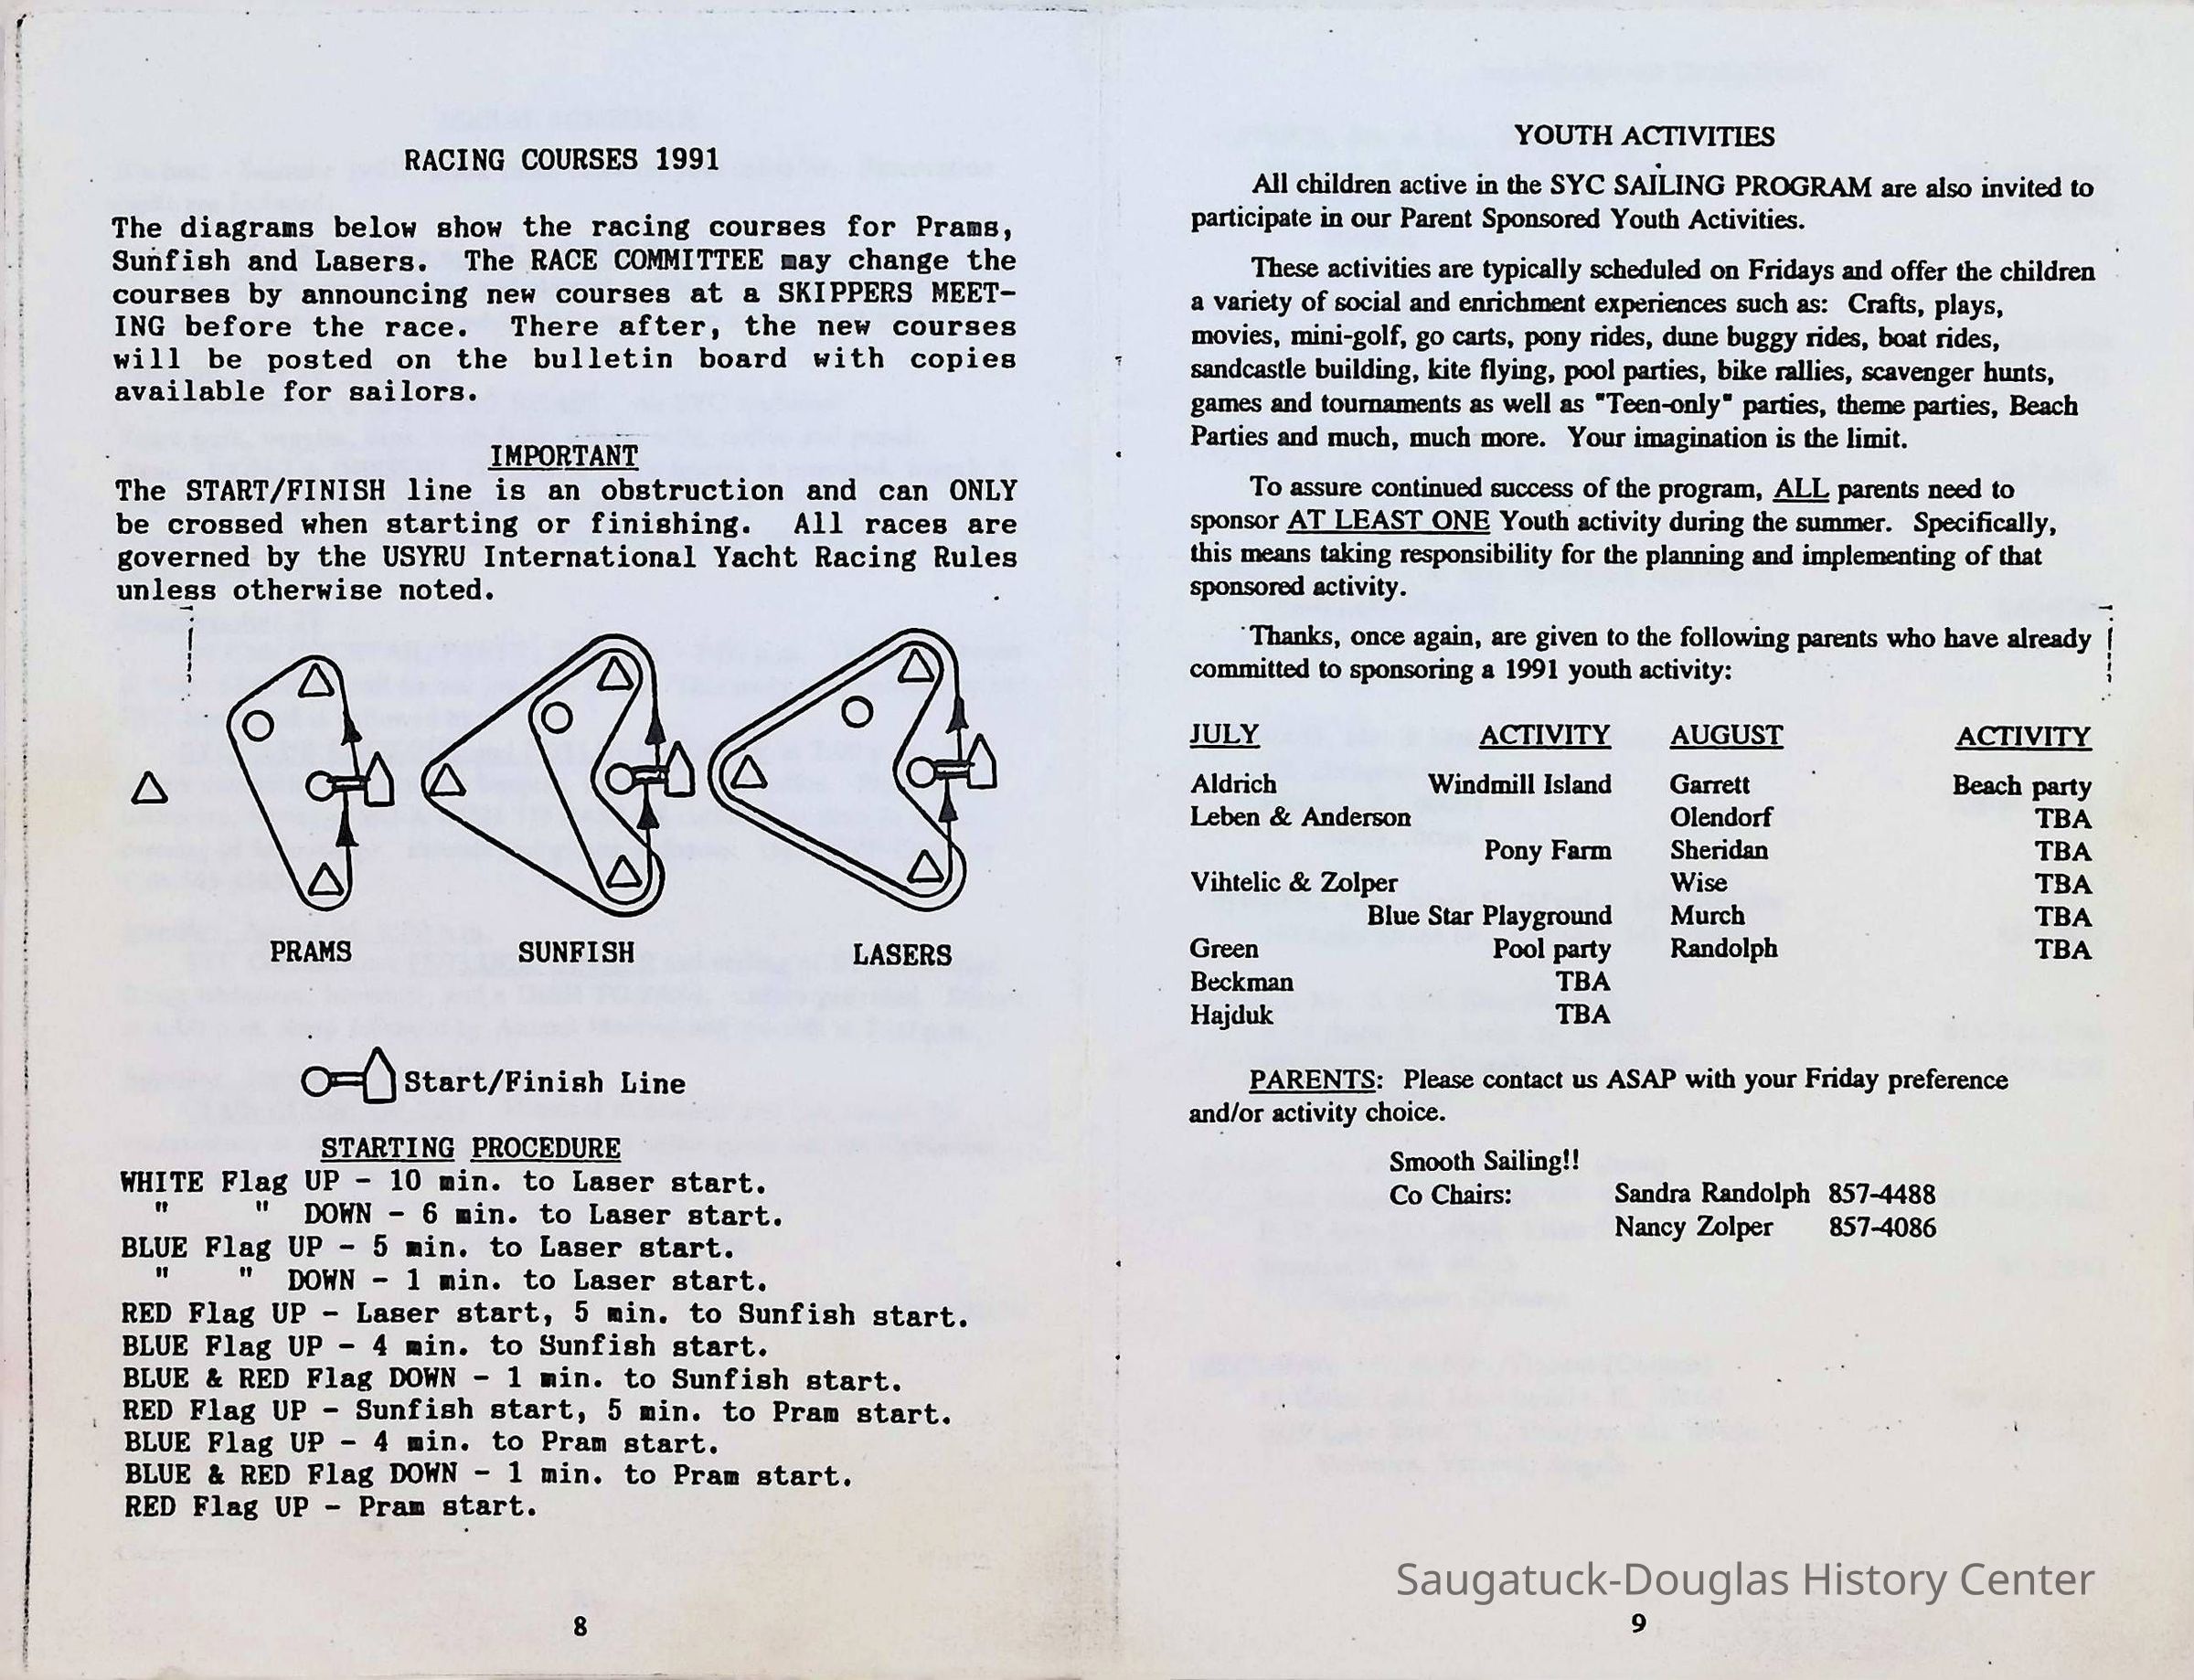 RACING COURSES 1991
The diagrams below show the racing courses for Prams,
Sunfish and Lasers. The RACE COMMITTEE may change the
courses by announcing new courses at a SKIPPERS MEET-
ING before the race. There after, the new courses
will be posted on the bulletin board with copies
available for sailors.
IMPORTANT
The START/FINISH line is an obstruction and can ONLY
be crossed when starting or finishing. All races are
governed by the USYRU International Yacht Racing Rules
unless otherwise noted.
PRAMS SUNFISH LASERS
Start/Finish Line
STARTING PROCEDURE
WHITE Flag UP - 10 min. to Laser start.
" " DOWN - 6 min. to Laser start.
BLUE Flag UP - 5 min. to Laser start.
" " DOWN - 1 min. to Laser start.
RED Flag UP - Laser start, 5 min. to Sunfish start.
BLUE Flag UP - 4 min. to Sunfish start.
BLUE & RED Flag DOWN - 1 min. to Sunfish start.
RED Flag UP - Sunfish start, 5 min. to Pram start.
BLUE Flag UP - 4 min. to Pram start.
BLUE & RED Flag DOWN - 1 min. to Pram start.
RED Flag UP - Pram start.
8
YOUTH ACTIVITIES
All children active in the SYC SAILING PROGRAM are also invited to
participate in our Parent Sponsored Youth Activities.
These activities are typically scheduled on Fridays and offer the children
a variety of social and enrichment experiences such as: Crafts, plays,
movies, mini-golf, go carts, pony rides, dune buggy rides, boat rides,
sandcastle building, kite flying, pool parties, bike rallies, scavenger hunts,
games and tournaments as well as "Teen-only" parties, theme parties, Beach
Parties and much, much more. Your imagination is the limit.
To assure continued success of the program, ALL parents need to
sponsor AT LEAST ONE Youth activity during the summer. Specifically,
this means taking responsibility for the planning and implementing of that
sponsored activity.
Thanks, once again, are given to the following parents who have already
committed to sponsoring a 1991 youth activity:
JULY ACTIVITY AUGUST ACTIVITY
Aldrich Windmill Island Garrett Beach party
Leben & Anderson Olendorf TBA
Pony Farm Sheridan TBA
Vihtelic & Zolper Wise TBA
Blue Star Playground Murch TBA
Green Pool party Randolph TBA
Beckman TBA
Hajduk TBA
PARENTS: Please contact us ASAP with your Friday preference
and/or activity choice.
Smooth Sailing!!
Co Chairs: Sandra Randolph 857-4488
Nancy Zolper 857-4086
Saugatuck-Douglas History Center
9